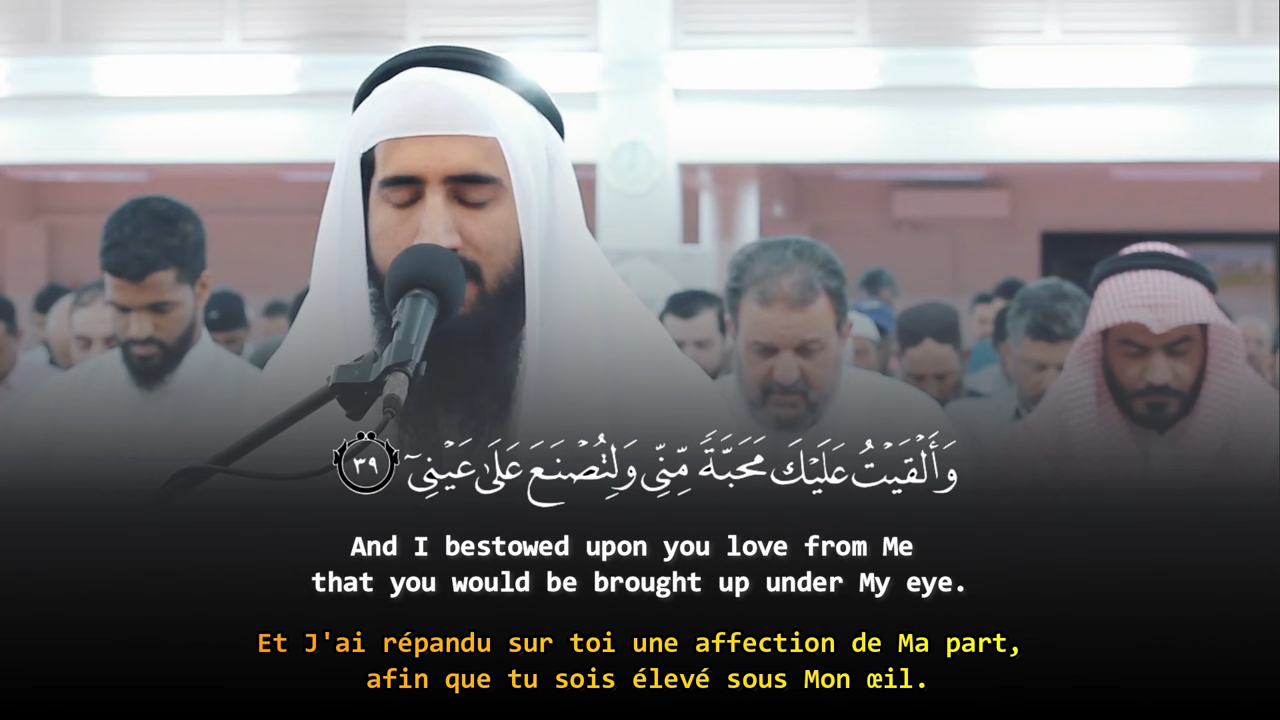 وَأَلْقَيْتُ عَلَيْكَ مَحَبَّةً مِّنِّى وَلِتُصْنَعَ عَلَىٰ عَيْنِىٓ ٣٩
And I bestowed upon you love from Me
that you would be brought up under My eye.
Et J'ai répandu sur toi une affection de Ma part,
afin que tu sois élevé sous Mon œil.